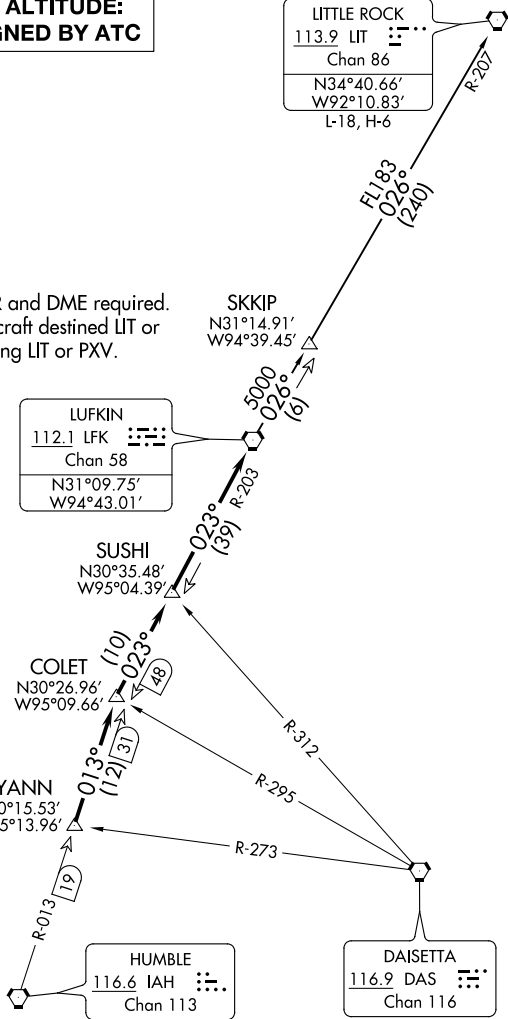 ALTITUDE:
GNED BY ATC
LITTLE ROCK
113.9 LIT
Chan 86
N34°40.66'
W92°10.83'
L-18, H-6
R-207
FL183
026°
(240)
R and DME required.
craft destined LIT or
ng LIT or PXV.
SKKIP
N31°14.91'
W94°39.45'
5000
026°
(6)
LUFKIN
112.1 LFK
Chan 58
N31°09.75'
W94°43.01'
R-203
023°
(39)
SUSHI
N30°35.48'
W95°04.39'
(10)
023°
48
COLET
N30°26.96'
W95°09.66'
R-312
013°
(12)
31
R-295
YANN
0°15.53'
5°13.96'
R-273
R-013
19
HUMBLE
116.6 IAH
Chan 113
DAISETTA
116.9 DAS
Chan 116